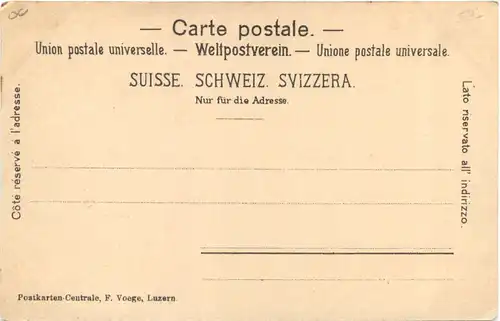 — Carte postale. —
Union postale universelle. — Weltpostverein. — Unione postale universale.
SUISSE. SCHWEIZ. SVIZZERA.
Nur für die Adresse.
Côté réservé à l'adresse.
Lato riservato all' indirizzo.
Postkarten-Centrale, F. Voege, Luzern.